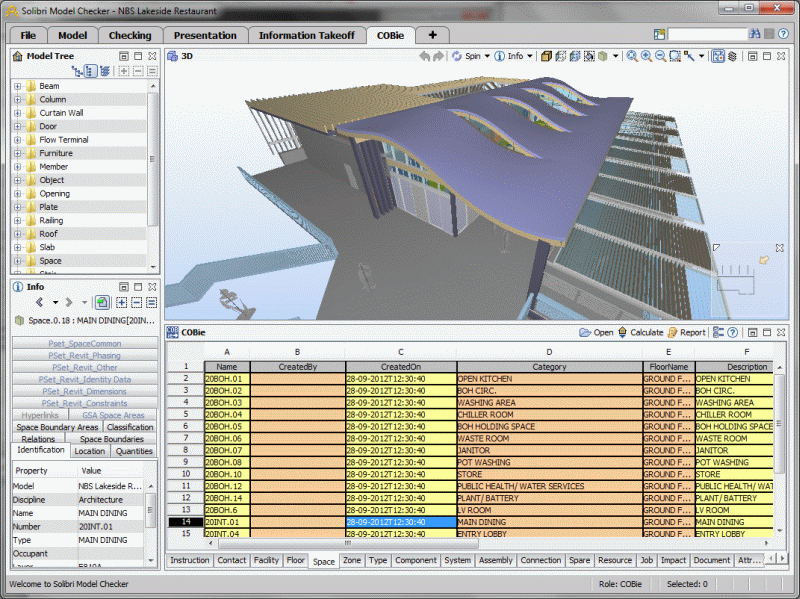 Solibri Model Checker - NBS Lakeside Restaurant
File Model Checking Presentation Information Takeoff COBie +
Model Tree
Beam
Column
Curtain Wall
Door
Flow Terminal
Furniture
Member
Object
Opening
Plate
Railing
Roof
Slab
Space
3D Spin Info
Info
Space.0.18 : MAIN DINING[20IN...
PSet_SpaceCommon
PSet_Revit_Phasing
PSet_Revit_Other
PSet_Revit_Identity Data
PSet_Revit_Dimensions
PSet_Revit_Constraints
Hyperlinks GSA Space Areas
Space Boundary Areas Classification
Relations Space Boundaries
Identification Location Quantities
Property Value
Model NBS Lakeside R...
Discipline Architecture
Name MAIN DINING
Number 20INT.01
Type MAIN DINING
Occupant
COBie Open Calculate Report
A B C D E F
1 Name CreatedBy CreatedOn Category FloorName Description
2 20BOH.01 28-09-2012T12:30:40 OPEN KITCHEN GROUND F... OPEN KITCHEN
3 20BOH.02 28-09-2012T12:30:40 BOH CIRC. GROUND F... BOH CIRC.
4 20BOH.03 28-09-2012T12:30:40 WASHING AREA GROUND F... WASHING AREA
5 20BOH.04 28-09-2012T12:30:40 CHILLER ROOM GROUND F... CHILLER ROOM
6 20BOH.05 28-09-2012T12:30:40 BOH HOLDING SPACE GROUND F... BOH HOLDING SPACE
7 20BOH.06 28-09-2012T12:30:40 WASTE ROOM GROUND F... WASTE ROOM
8 20BOH.07 28-09-2012T12:30:40 JANITOR GROUND F... JANITOR
9 20BOH.08 28-09-2012T12:30:40 POT WASHING GROUND F... POT WASHING
10 20BOH.10 28-09-2012T12:30:40 STORE GROUND F... STORE
11 20BOH.12 28-09-2012T12:30:40 PUBLIC HEALTH/ WATER SERVICES GROUND F... PUBLIC HEALTH/ WAT
12 20BOH.14 28-09-2012T12:30:40 PLANT/ BATTERY GROUND F... PLANT/ BATTERY
13 20BOH.6 28-09-2012T12:30:40 LV ROOM GROUND F... LV ROOM
14 20INT.01 28-09-2012T12:30:40 MAIN DINING GROUND F... MAIN DINING
15 20INT.04 28-09-2012T12:30:40 ENTRY LOBBY GROUND F... ENTRY LOBBY
Instruction Contact Facility Floor Space Zone Type Component System Assembly Connection Spare Resource Job Impact Document Attr...
Welcome to Solibri Model Checker Role: COBie Selected: 0